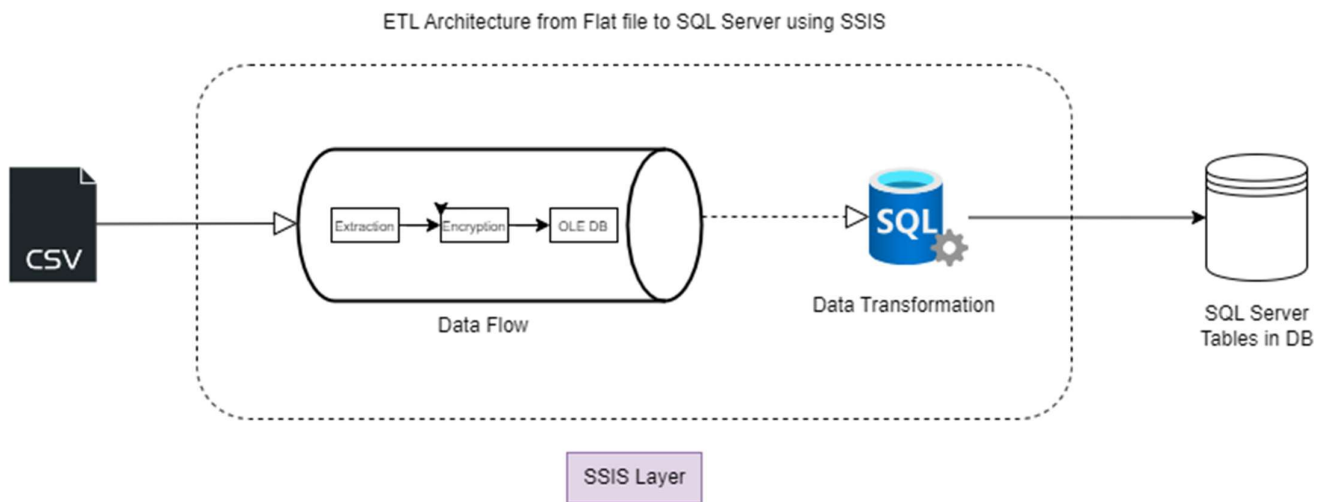 ETL Architecture from Flat file to SQL Server using SSIS
CSV
Extraction
Encryption
OLE DB
Data Flow
SQL
Data Transformation
SQL Server
Tables in DB
SSIS Layer